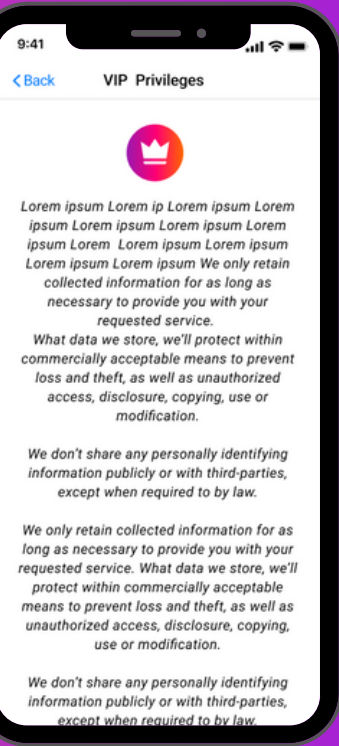 9:41
Back
VIP Privileges
Lorem ipsum Lorem ip Lorem ipsum Lorem
ipsum Lorem ipsum Lorem ipsum Lorem
ipsum Lorem Lorem ipsum Lorem ipsum
Lorem ipsum Lorem ipsum We only retain
collected information for as long as
necessary to provide you with your
requested service.
What data we store, we'll protect within
commercially acceptable means to prevent
loss and theft, as well as unauthorized
access, disclosure, copying, use or
modification.
We don't share any personally identifying
information publicly or with third-parties,
except when required to by law.
We only retain collected information for as
long as necessary to provide you with your
requested service. What data we store, we'll
protect within commercially acceptable
means to prevent loss and theft, as well as
unauthorized access, disclosure, copying,
use or modification.
We don't share any personally identifying
information publicly or with third-parties,
except when required to by law.